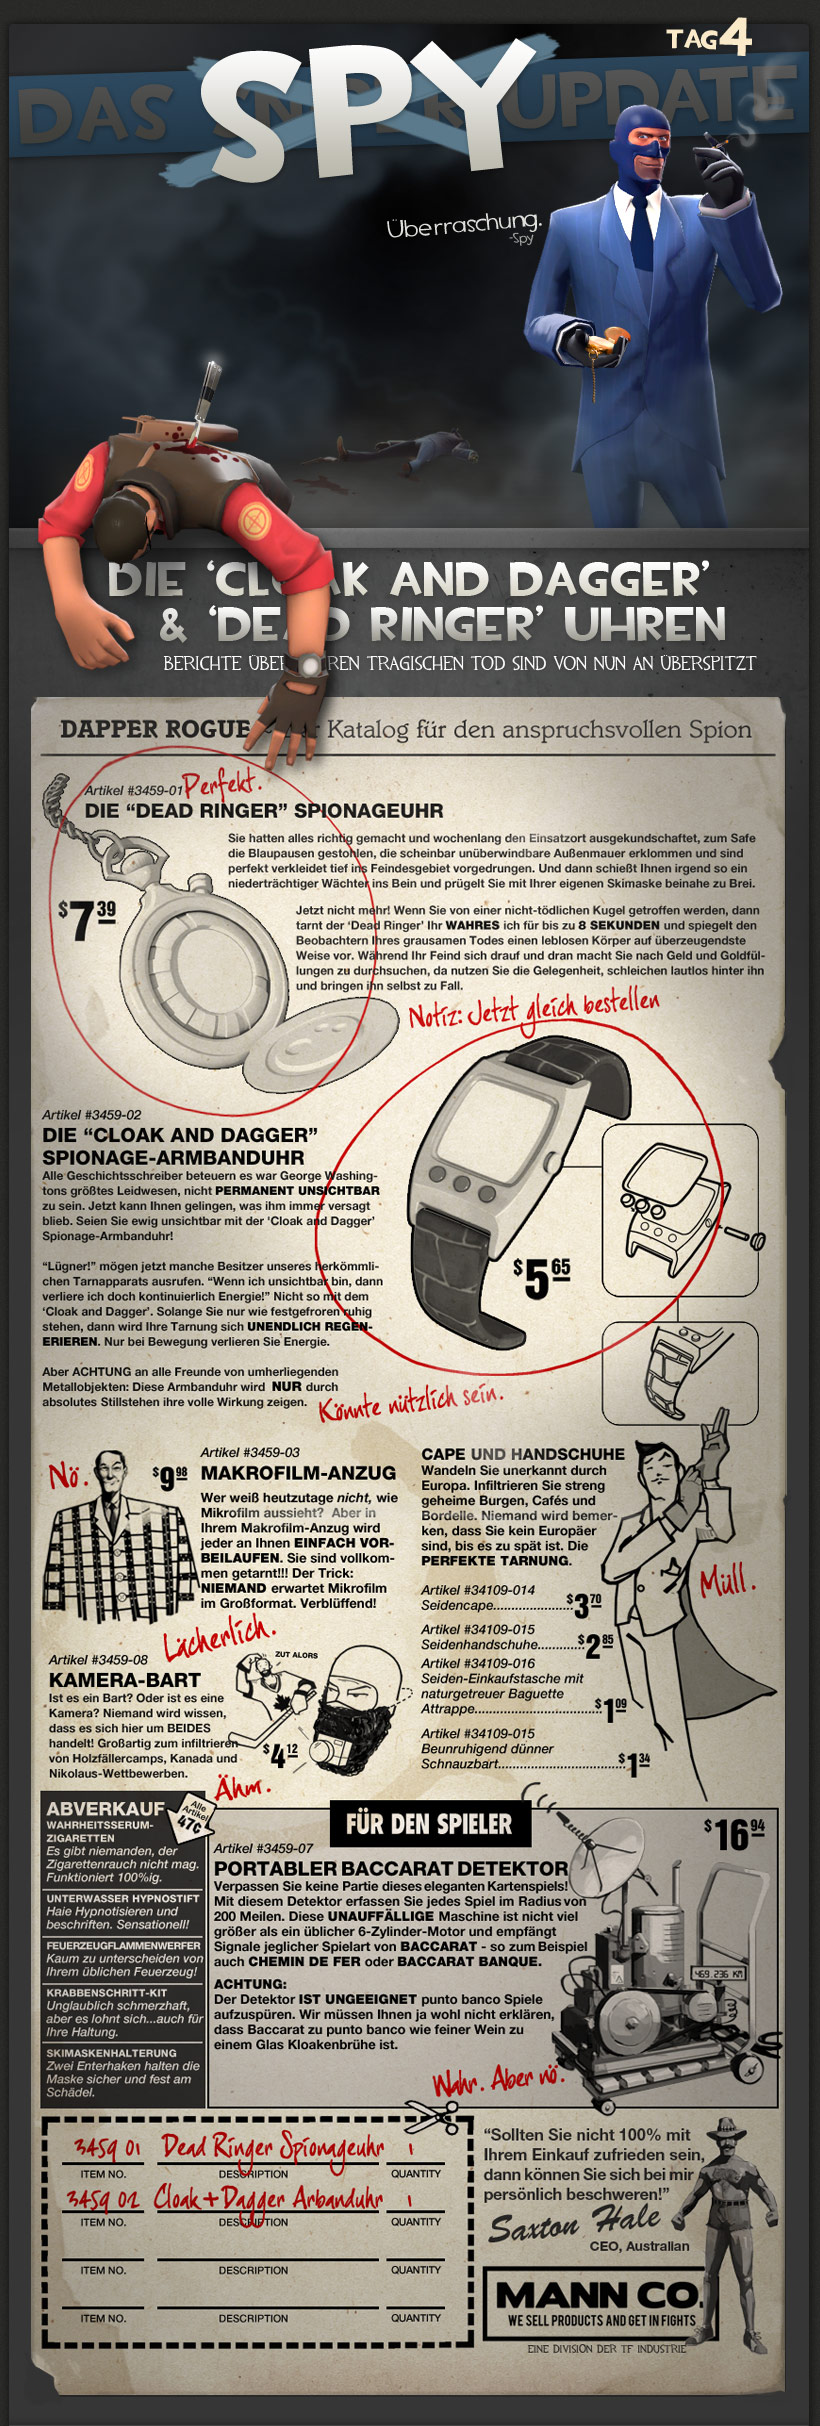 TAG4
DAS SPY UPDATE
Überraschung.
-Spy
DIE 'CLOAK AND DAGGER'
& 'DEAD RINGER' UHREN
BERICHTE ÜBER REN TRAGISCHEN TOD SIND VON NUN AN ÜBERSPITZT
DAPPER ROGUE Katalog für den anspruchsvollen Spion
Artikel #3459-01
Perfekt.
DIE “DEAD RINGER” SPIONAGEUHR
Sie hatten alles richtig gemacht und wochenlang den Einsatzort ausgekundschaftet, zum Safe
die Blaupausen gestohlen, die scheinbar unüberwindbare Außenmauer erklommen und sind
perfekt verkleidet tief ins Feindesgebiet vorgedrungen. Und dann schießt Ihnen irgend so ein
niederträchtiger Wächter ins Bein und prügelt Sie mit Ihrer eigenen Skimaske beinahe zu Brei.
$7 39
Jetzt nicht mehr! Wenn Sie von einer nicht-tödlichen Kugel getroffen werden, dann
tarnt der ‘Dead Ringer’ Ihr WAHRES ich für bis zu 8 SEKUNDEN und spiegelt den
Beobachtern Ihres grausamen Todes einen leblosen Körper auf überzeugendste
Weise vor. Während Ihr Feind sich drauf und dran macht Sie nach Geld und Goldfül-
lungen zu durchsuchen, da nutzen Sie die Gelegenheit, schleichen lautlos hinter ihn
und bringen ihn selbst zu Fall.
Notiz: Jetzt gleich bestellen
Artikel #3459-02
DIE “CLOAK AND DAGGER”
SPIONAGE-ARMBANDUHR
Alle Geschichtsschreiber beteuern es war George Washing-
tons größtes Leidwesen, nicht PERMANENT UNSICHTBAR
zu sein. Jetzt kann Ihnen gelingen, was ihm immer versagt
blieb. Seien Sie ewig unsichtbar mit der ‘Cloak and Dagger’
Spionage-Armbanduhr!
“Lügner!” mögen jetzt manche Besitzer unseres herkömmli-
chen Tarnapparats ausrufen. “Wenn ich unsichtbar bin, dann
verliere ich doch kontinuierlich Energie!” Nicht so mit dem
‘Cloak and Dagger’. Solange Sie nur wie festgefroren ruhig
stehen, dann wird Ihre Tarnung sich UNENDLICH REGEN-
ERIEREN. Nur bei Bewegung verlieren Sie Energie.
$5 65
Aber ACHTUNG an alle Freunde von umherliegenden
Metallobjekten: Diese Armbanduhr wird NUR durch
absolutes Stillstehen ihre volle Wirkung zeigen.
Könnte nützlich sein.
Nö.
$9 98
Artikel #3459-03
MAKROFILM-ANZUG
Wer weiß heutzutage nicht, wie
Mikrofilm aussieht? Aber in
Ihrem Makrofilm-Anzug wird
jeder an Ihnen EINFACH VOR-
BEILAUFEN. Sie sind vollkom-
men getarnt!!! Der Trick:
NIEMAND erwartet Mikrofilm
im Großformat. Verblüffend!
Lächerlich.
CAPE UND HANDSCHUHE
Wandeln Sie unerkannt durch
Europa. Infiltrieren Sie streng
geheime Burgen, Cafés und
Bordelle. Niemand wird bemer-
ken, dass Sie kein Europäer
sind, bis es zu spät ist. Die
PERFEKTE TARNUNG.
Artikel #34109-014
Seidencape......................$3 70
Artikel #34109-015
Seidenhandschuhe............$2 85
Artikel #34109-016
Seiden-Einkaufstasche mit
naturgetreuer Baguette
Attrappe..................................$1 09
Artikel #34109-015
Beunruhigend dünner
Schnauzbart..................................$1 34
Müll.
Artikel #3459-08
KAMERA-BART
Ist es ein Bart? Oder ist es eine
Kamera? Niemand wird wissen,
dass es sich hier um BEIDES
handelt! Großartig zum infiltrieren
von Holzfällercamps, Kanada und
Nikolaus-Wettbewerben.
ZUT ALORS
$4 12
Ähm.
ABVERKAUF
Alle
Artikel
47¢
WAHRHEITSSERUM-
ZIGARETTEN
Es gibt niemanden, der
Zigarettenrauch nicht mag.
Funktioniert 100%ig.
UNTERWASSER HYPNOSTIFT
Haie Hypnotisieren und
beschriften. Sensationell!
FEUERZEUGFLAMMENWERFER
Kaum zu unterscheiden von
Ihrem üblichen Feuerzeug!
KRABBENSCHRITT-KIT
Unglaublich schmerzhaft,
aber es lohnt sich...auch für
Ihre Haltung.
SKIMASKENHALTERUNG
Zwei Enterhaken halten die
Maske sicher und fest am
Schädel.
FÜR DEN SPIELER
$16 94
Artikel #3459-07
PORTABLER BACCARAT DETEKTOR
Verpassen Sie keine Partie dieses eleganten Kartenspiels!
Mit diesem Detektor erfassen Sie jedes Spiel im Radius von
200 Meilen. Diese UNAUFFÄLLIGE Maschine ist nicht viel
größer als ein üblicher 6-Zylinder-Motor und empfängt
Signale jeglicher Spielart von BACCARAT - so zum Beispiel
auch CHEMIN DE FER oder BACCARAT BANQUE.
469.236 KM
ACHTUNG:
Der Detektor IST UNGEEIGNET punto banco Spiele
aufzuspüren. Wir müssen Ihnen ja wohl nicht erklären,
dass Baccarat zu punto banco wie feiner Wein zu
einem Glas Kloakenbrühe ist.
Wahr. Aber nö.
3459 01 Dead Ringer Spionageuhr 1
ITEM NO. DESCRIPTION QUANTITY
3459 02 Cloak+Dagger Arbanduhr 1
ITEM NO. DESCRIPTION QUANTITY
ITEM NO. DESCRIPTION QUANTITY
ITEM NO. DESCRIPTION QUANTITY
“Sollten Sie nicht 100% mit
Ihrem Einkauf zufrieden sein,
dann können Sie sich bei mir
persönlich beschweren!”
Saxton Hale
CEO, Australian
MANN CO.
WE SELL PRODUCTS AND GET IN FIGHTS
EINE DIVISION DER TF INDUSTRIE